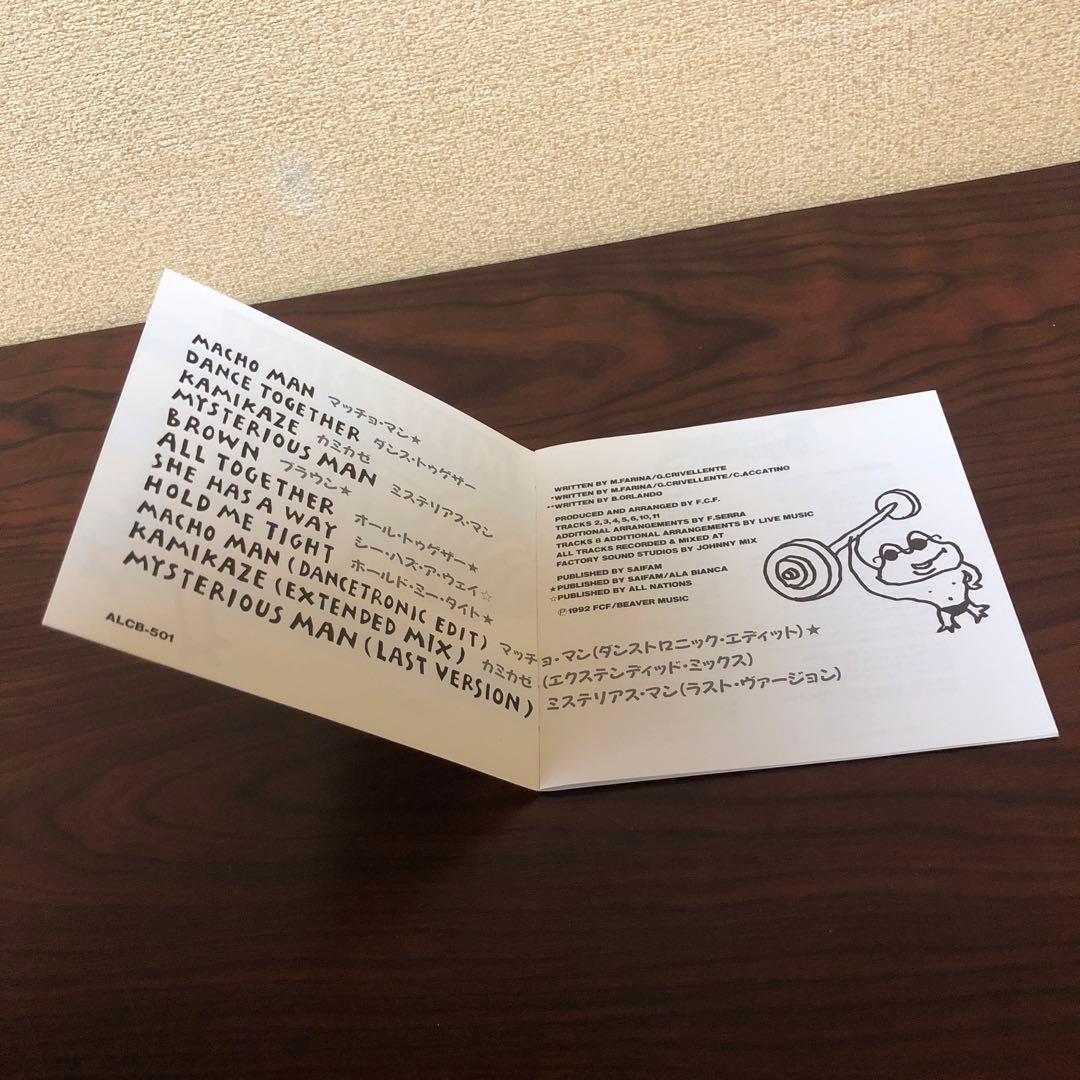 MACHO MAN マッチョ・マン★
DANCE TOGETHER ダンス・トゥゲザー
KAMIKAZE カミカゼ
MYSTERIOUS MAN ミステリアス・マン
BROWN ブラウン★
ALL TOGETHER オール・トゥゲザー
SHE HAS A WAY シー・ハズ・ア・ウェイ☆
HOLD ME TIGHT ホールド・ミー・タイト★
MACHO MAN (DANCETRONIC EDIT) マッチョ・マン(ダンストロニック・エディット)★
KAMIKAZE (EXTENDED MIX) カミカゼ(エクステンディッド・ミックス)
MYSTERIOUS MAN (LAST VERSION) ミステリアス・マン(ラスト・ヴァージョン)
ALCB-501
WRITTEN BY M.FARINA/G.CRIVELLENTE
*WRITTEN BY M.FARINA/G.CRIVELLENTE/C.ACCATINO
**WRITTEN BY B.ORLANDO
PRODUCED AND ARRANGED BY F.C.F.
TRACKS 2,3,4,5,6,10,11
ADDITIONAL ARRANGEMENTS BY F.SERRA
TRACKS 8 ADDITIONAL ARRANGEMENTS BY LIVE MUSIC
ALL TRACKS RECORDED & MIXED AT
FACTORY SOUND STUDIOS BY JOHNNY MIX
PUBLISHED BY SAIFAM
★PUBLISHED BY SAIFAM/ALA BIANCA
☆PUBLISHED BY ALL NATIONS
℗1992 FCF/BEAVER MUSIC